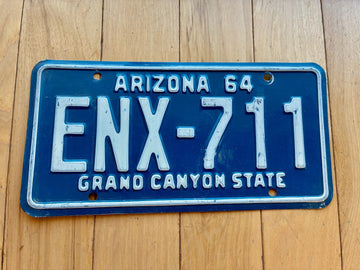 ARIZONA 64
ENX-711
GRAND CANYON STATE